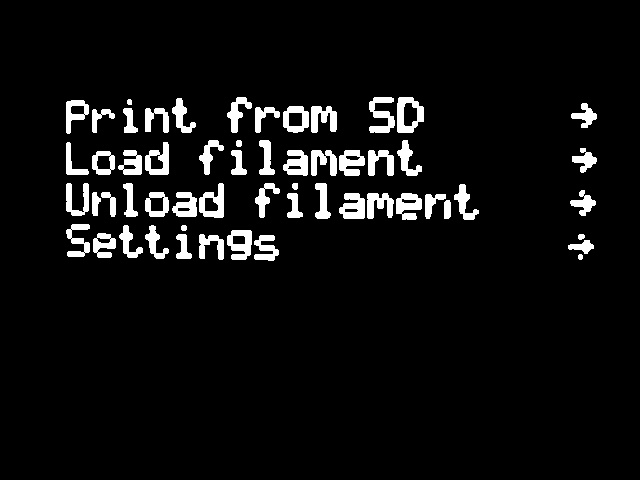 Print from SD →
Load filament →
Unload filament →
Settings →